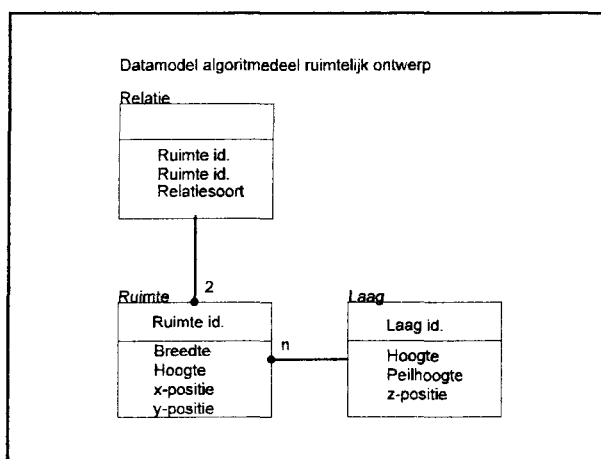 Datamodel algoritmedeel ruimtelijk ontwerp
Relatie
Ruimte id.
Ruimte id.
Relatiesoort
2
Ruimte
Ruimte id.
Breedte
Hoogte
x-positie
y-positie
n
Laag
Laag id.
Hoogte
Peilhoogte
z-positie